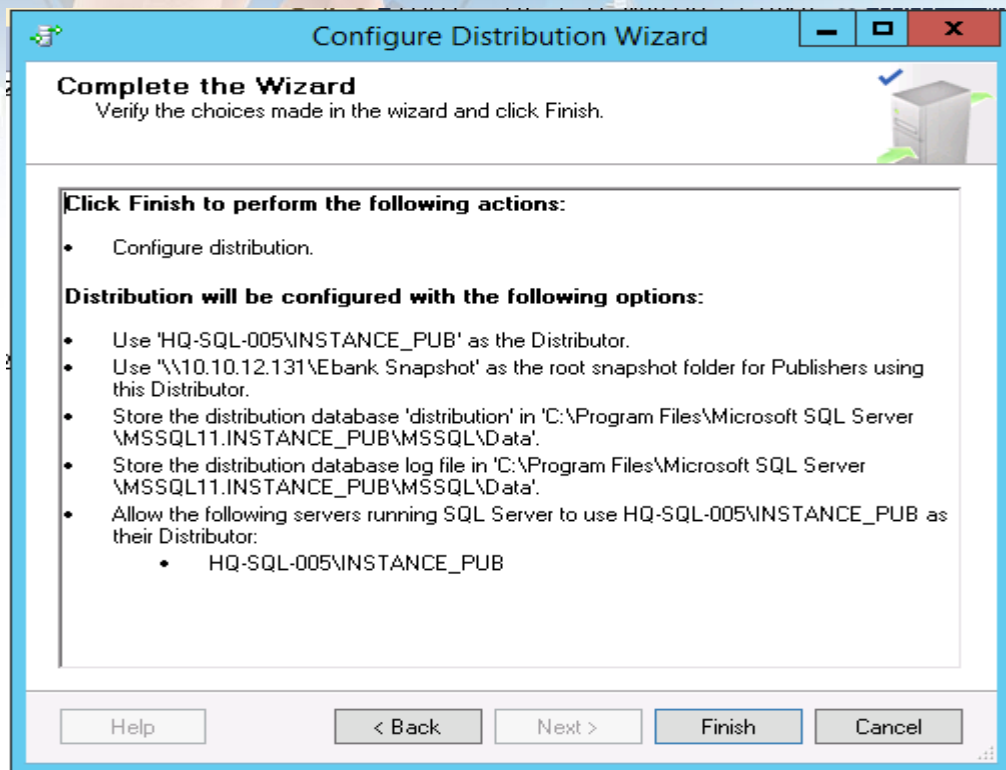 Configure Distribution Wizard
Complete the Wizard
Verify the choices made in the wizard and click Finish.
Click Finish to perform the following actions:
• Configure distribution.
Distribution will be configured with the following options:
• Use 'HQ-SQL-005\INSTANCE_PUB' as the Distributor.
• Use '\\10.10.12.131\Ebank Snapshot' as the root snapshot folder for Publishers using
this Distributor.
• Store the distribution database 'distribution' in 'C:\Program Files\Microsoft SQL Server
\MSSQL11.INSTANCE_PUB\MSSQL\Data'.
• Store the distribution database log file in 'C:\Program Files\Microsoft SQL Server
\MSSQL11.INSTANCE_PUB\MSSQL\Data'.
• Allow the following servers running SQL Server to use HQ-SQL-005\INSTANCE_PUB as
their Distributor:
• HQ-SQL-005\INSTANCE_PUB
Help < Back Next > Finish Cancel